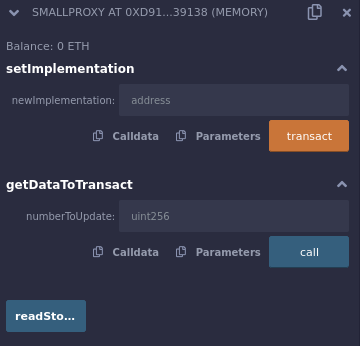 SMALLPROXY AT 0XD91...39138 (MEMORY)
Balance: 0 ETH
setImplementation
newImplementation: address
Calldata Parameters transact
getDataToTransact
numberToUpdate: uint256
Calldata Parameters call
readSto...